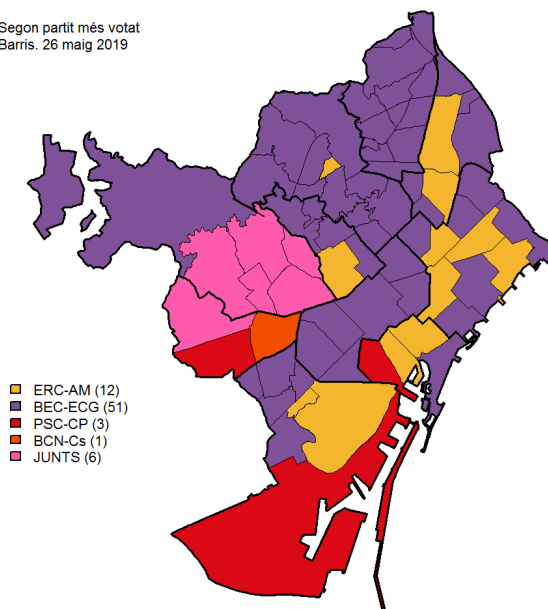 Segon partit més votat
Barris. 26 maig 2019
ERC-AM (12)
BEC-ECG (51)
PSC-CP (3)
BCN-Cs (1)
JUNTS (6)